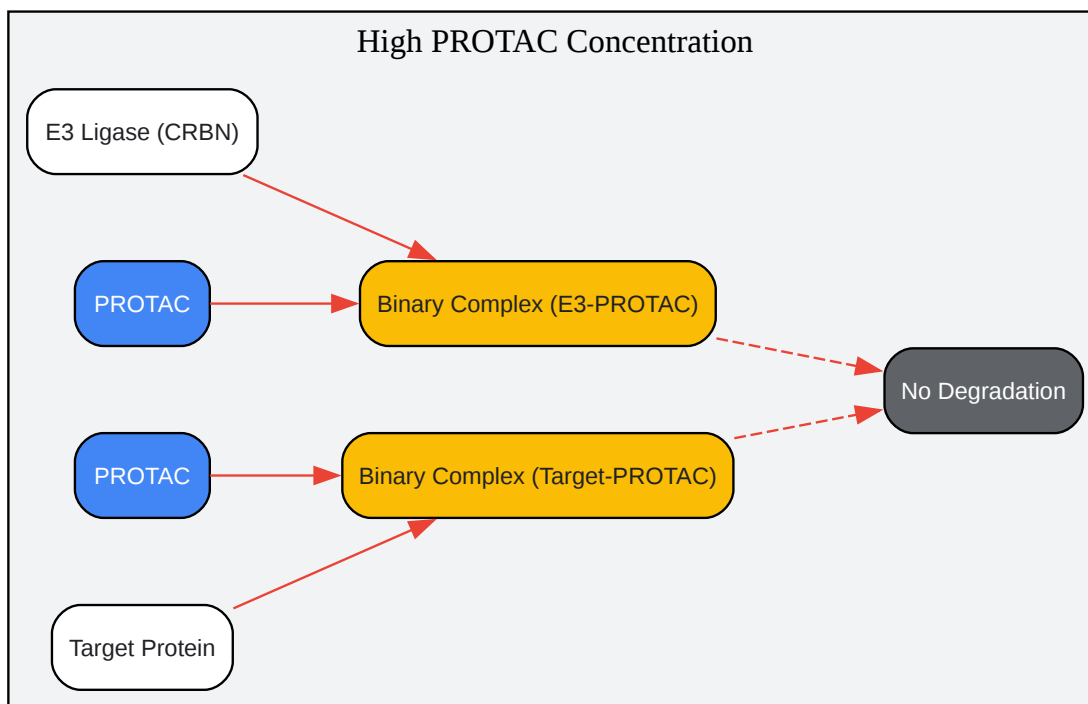 High PROTAC Concentration
E3 Ligase (CRBN)
PROTAC
Binary Complex (E3-PROTAC)
No Degradation
PROTAC
Binary Complex (Target-PROTAC)
Target Protein